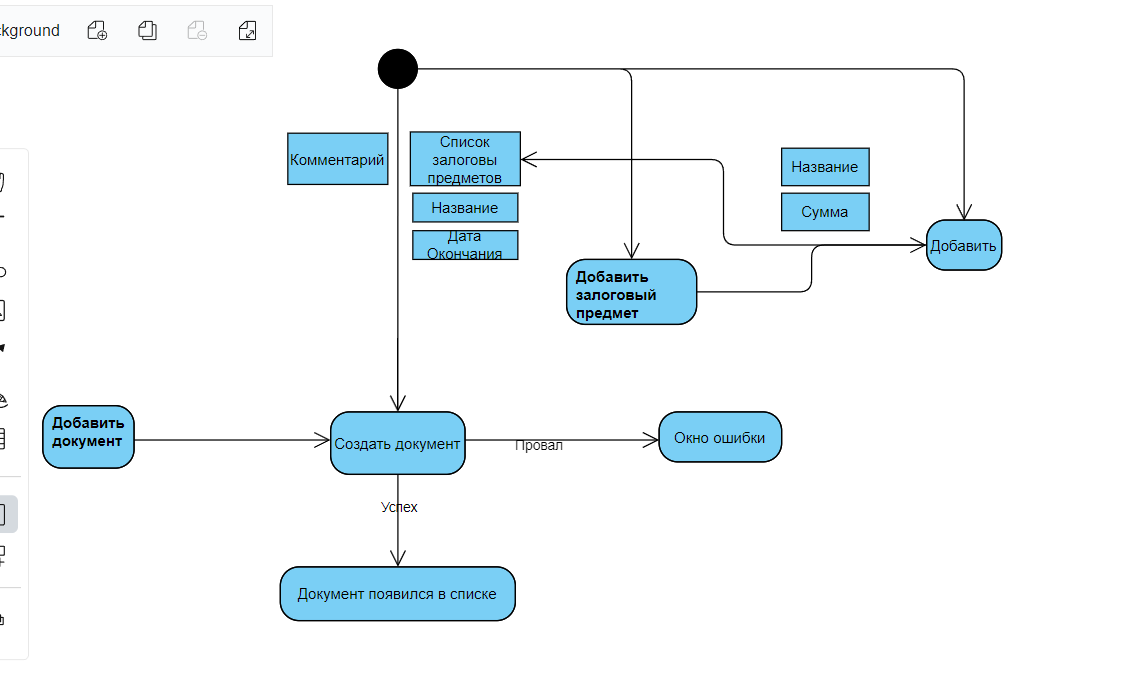 ckground
Комментарий
Список
залоговы
предметов
Название
Дата
Окончания
Название
Сумма
Добавить
Добавить
залоговый
предмет
Добавить
документ
Создать документ
Провал
Окно ошибки
Успех
Документ появился в списке